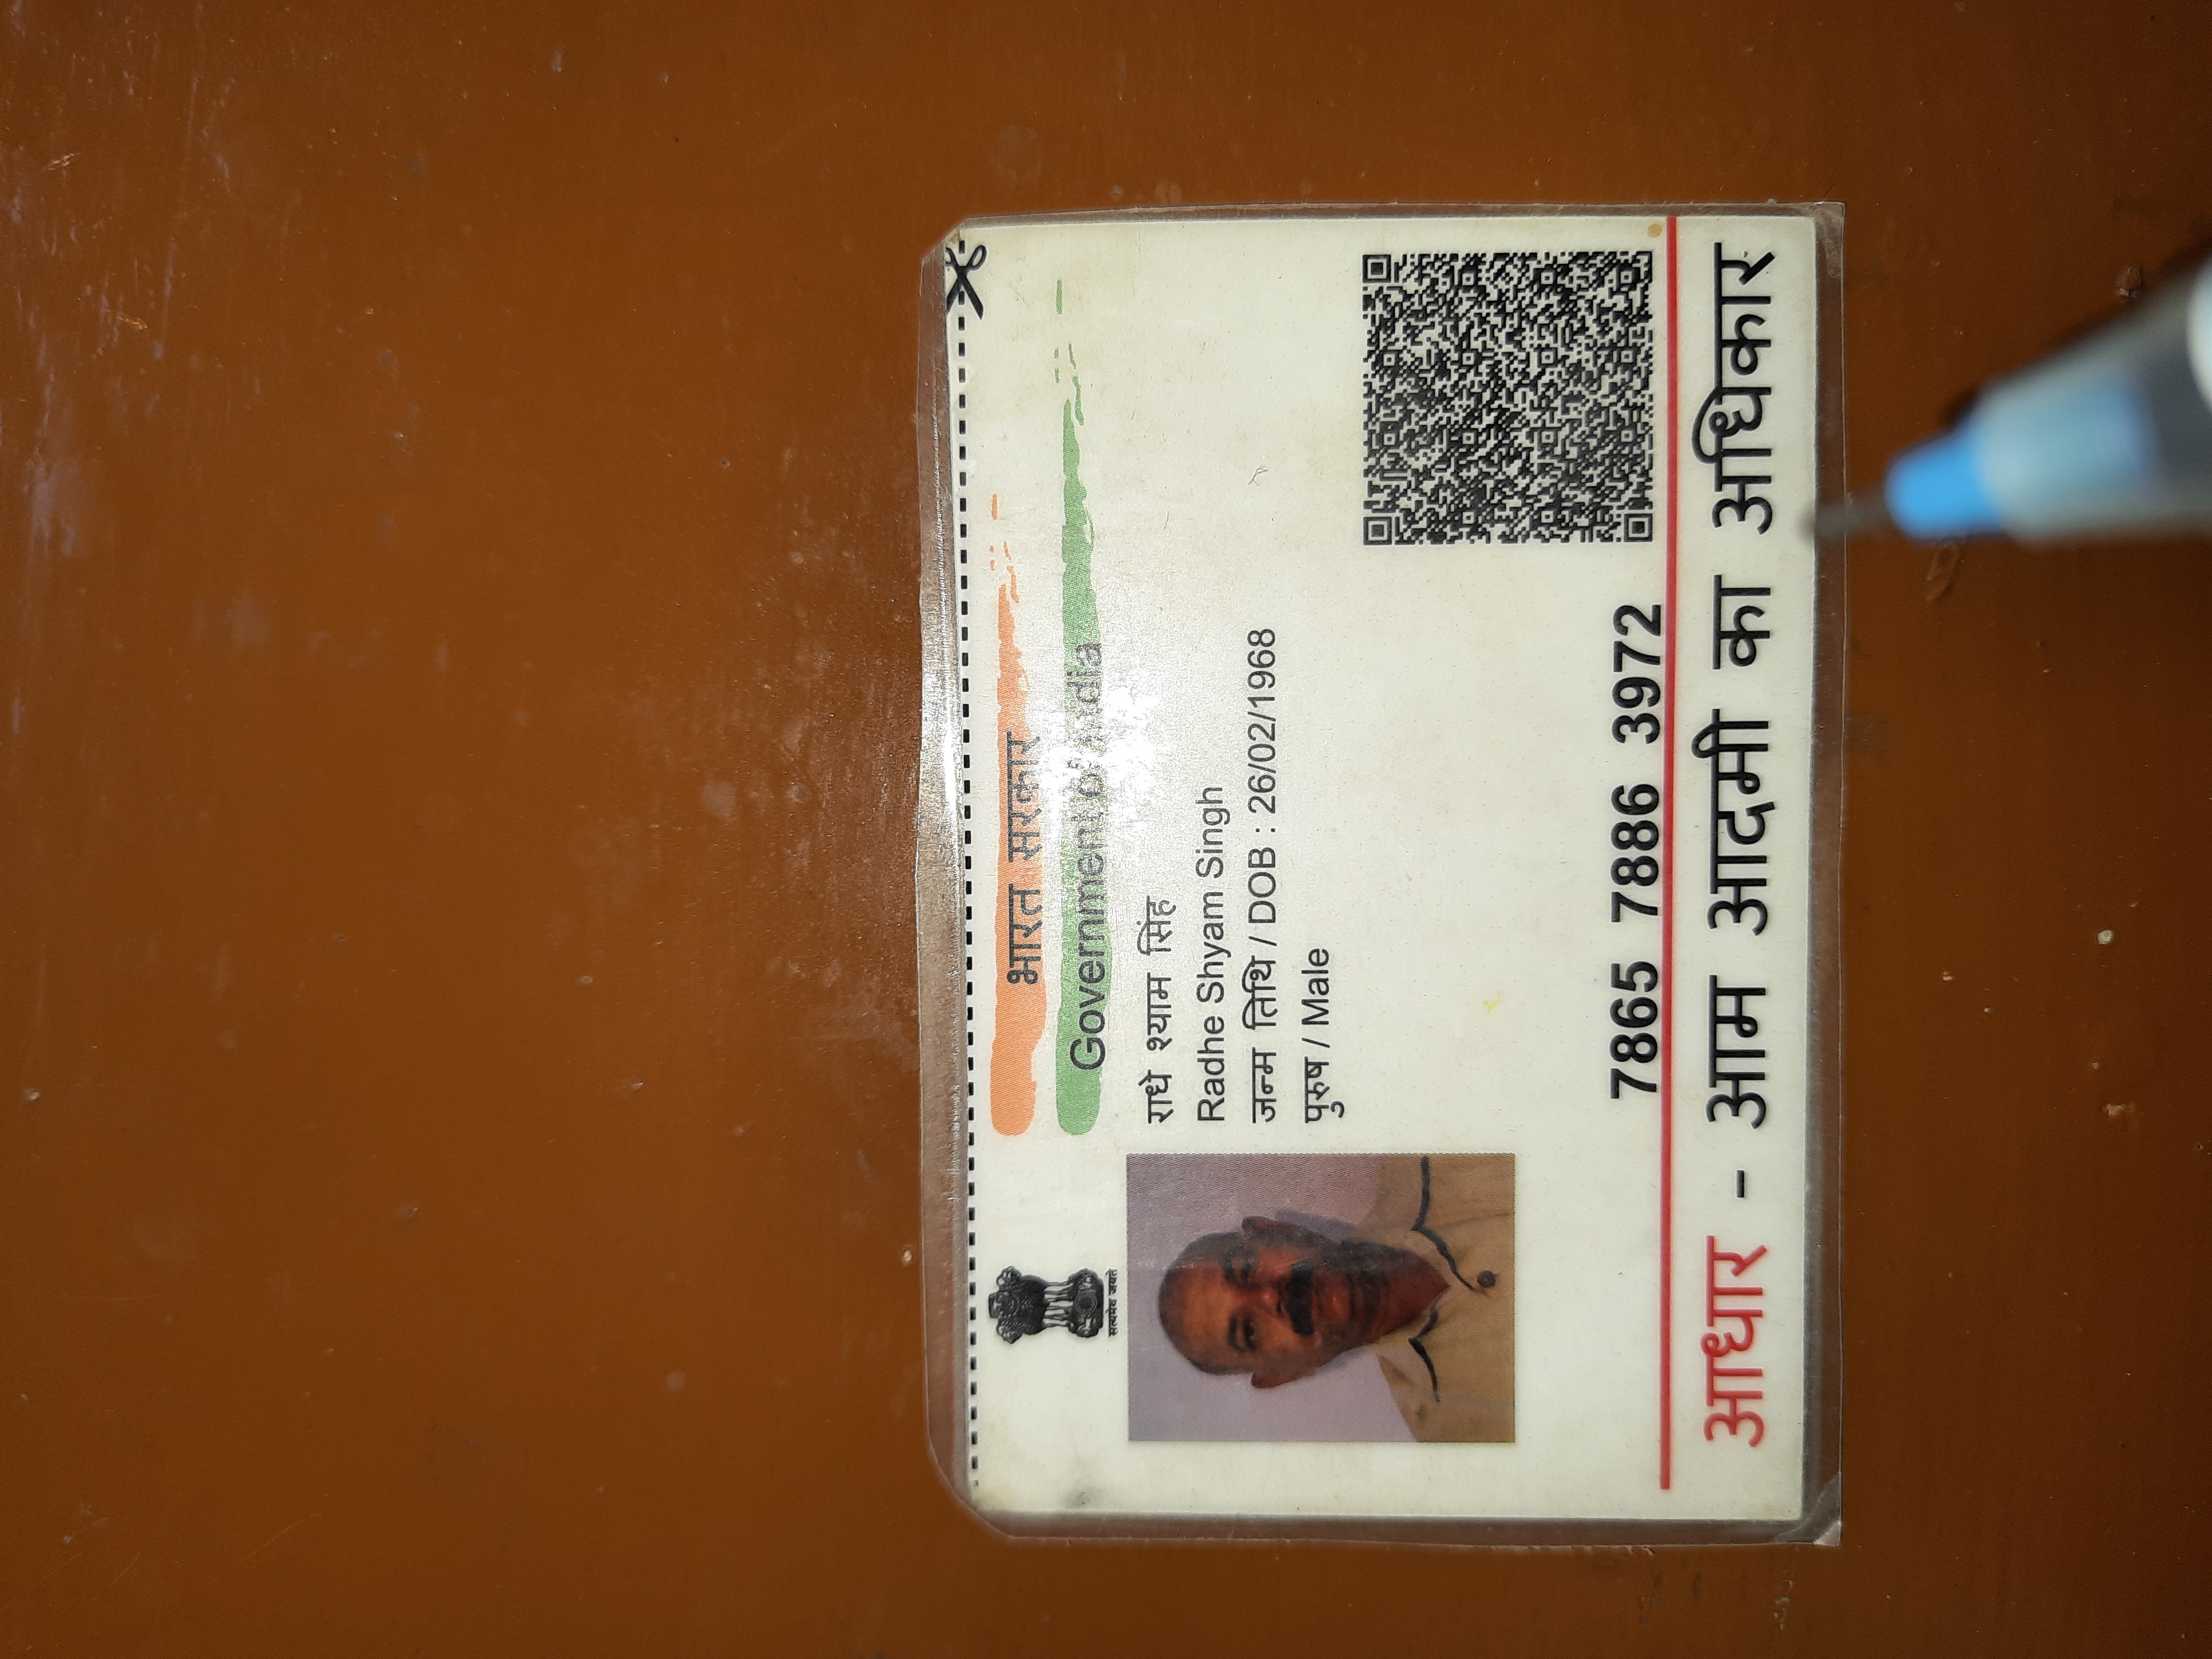 भारत सरकार
Government of India
सत्यमेव जयते
राधे श्याम सिंह
Radhe Shyam Singh
जन्म तिथि / DOB : 26/02/1968
पुरुष / Male
7865 7886 3972
आधार - आम आदमी का अधिकार